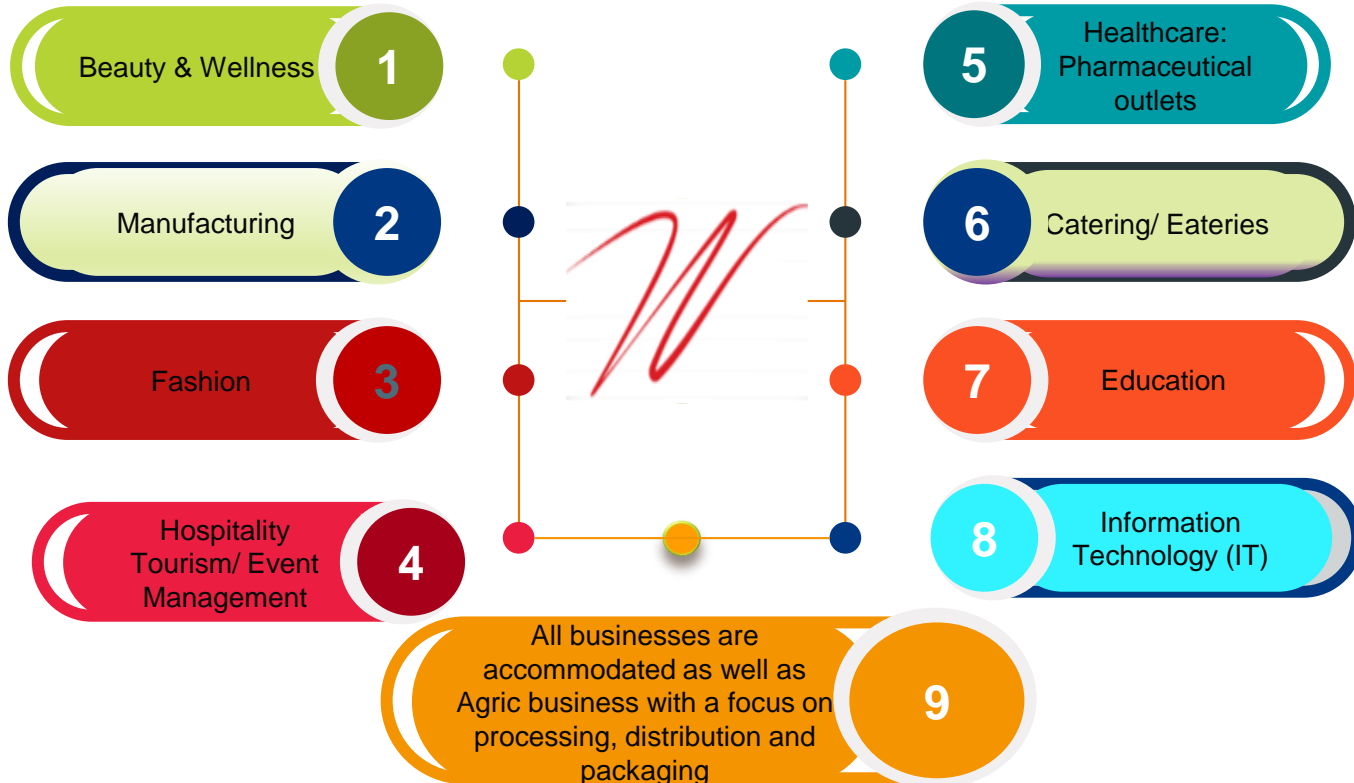 Beauty & Wellness
1
Manufacturing
2
Fashion
3
Hospitality
Tourism/ Event
Management
4
5
Healthcare:
Pharmaceutical
outlets
6
Catering/ Eateries
7
Education
8
Information
Technology (IT)
All businesses are
accommodated as well as
Agric business with a focus on
processing, distribution and
packaging
9
W